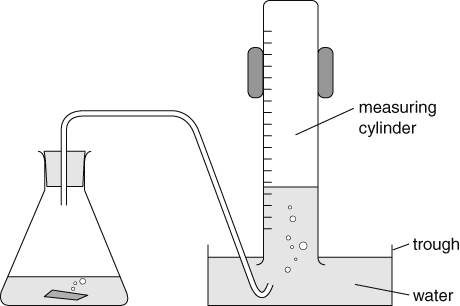 measuring
cylinder
trough
water